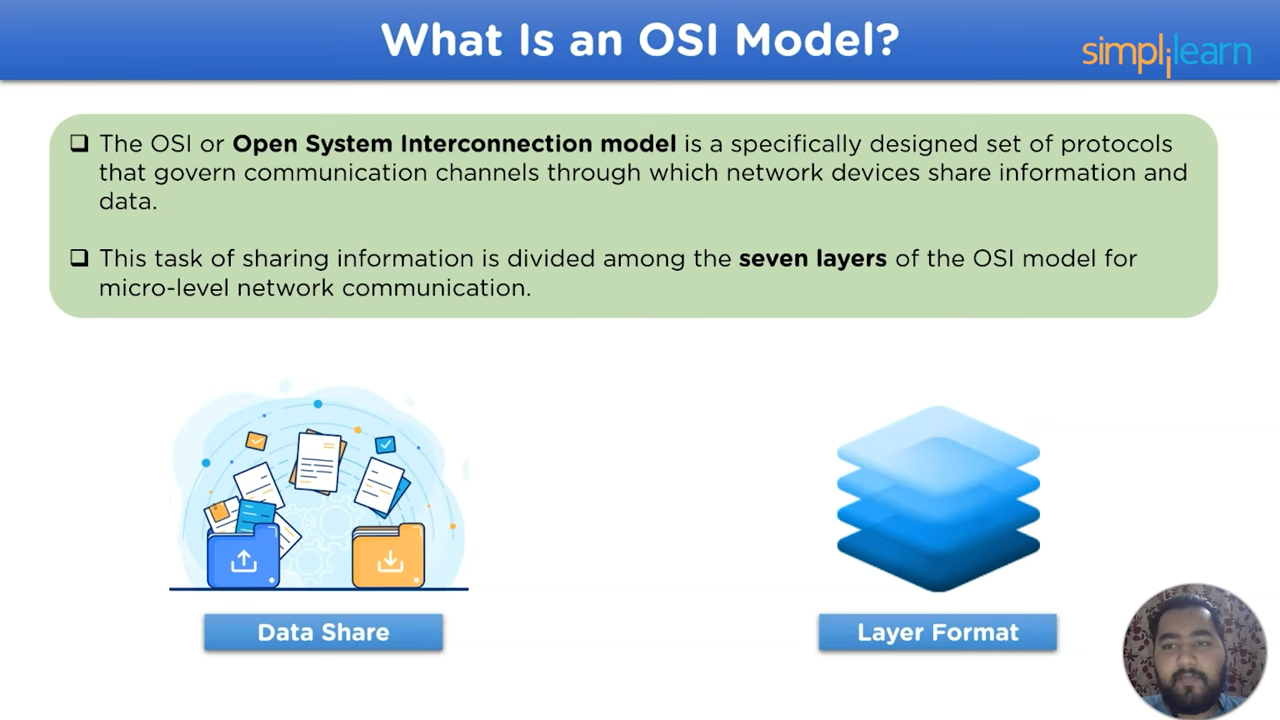 What Is an OSI Model?
simplilearn
The OSI or Open System Interconnection model is a specifically designed set of protocols
that govern communication channels through which network devices share information and
data.
This task of sharing information is divided among the seven layers of the OSI model for
micro-level network communication.
Data Share
Layer Format